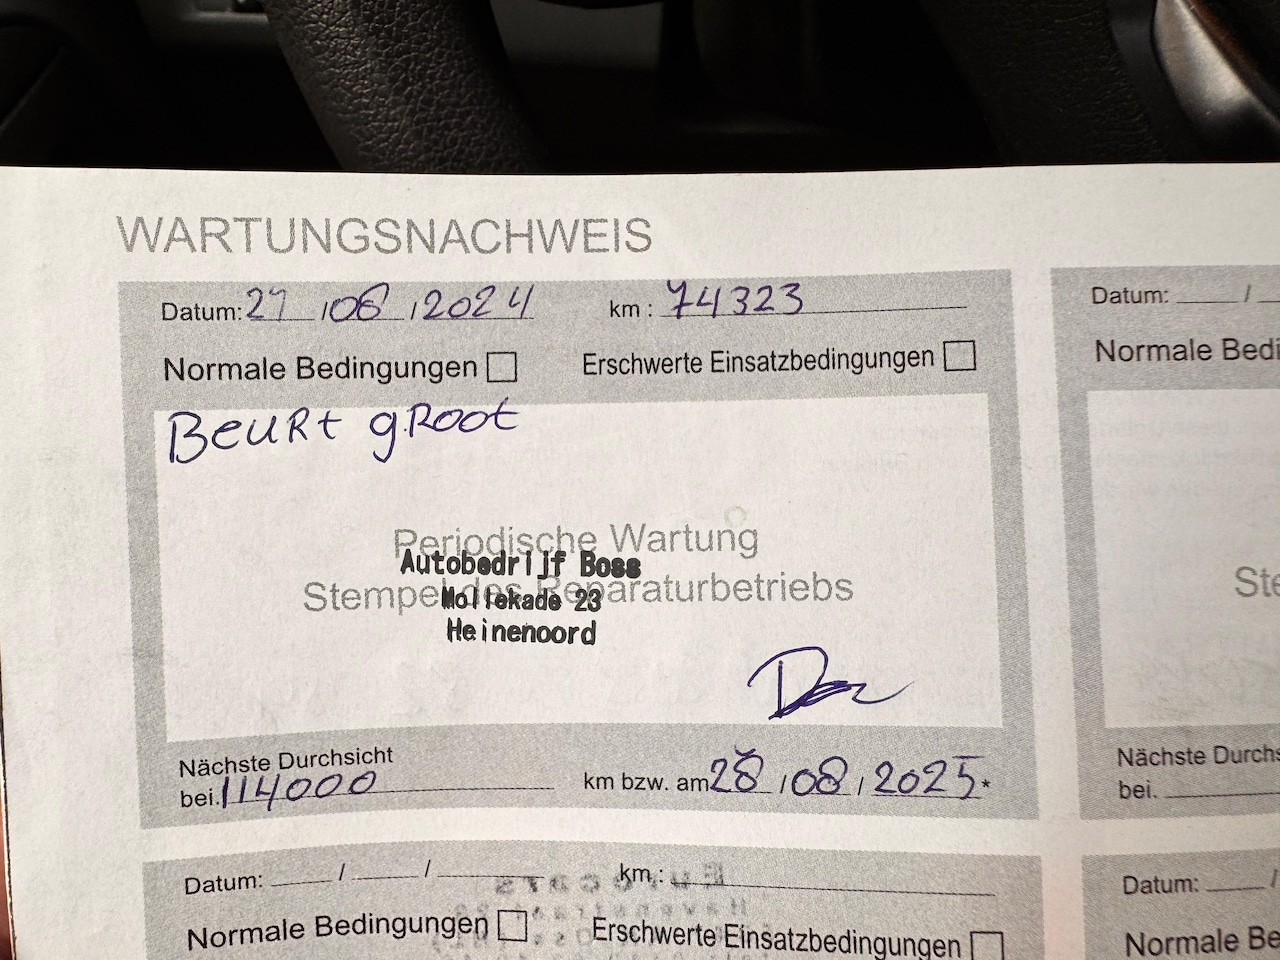 WARTUNGSNACHWEIS
Datum: 27/08/2024 km: 74323
Normale Bedingungen Erschwerte Einsatzbedingungen
Beurt gRoot
Periodische Wartung
Autobedrijf Boss
Stempel des Reparaturbetriebs
Mollekade 23
Heinenoord
Nächste Durchsicht
bei. 114000 km bzw. am 28/08/2025*
Datum: / / km.:
Normale Bedingungen Erschwerte Einsatzbedingungen
Datum: /
Normale Bedi
Ste
Nächste Durchs
bei.
Datum: /
Normale Be